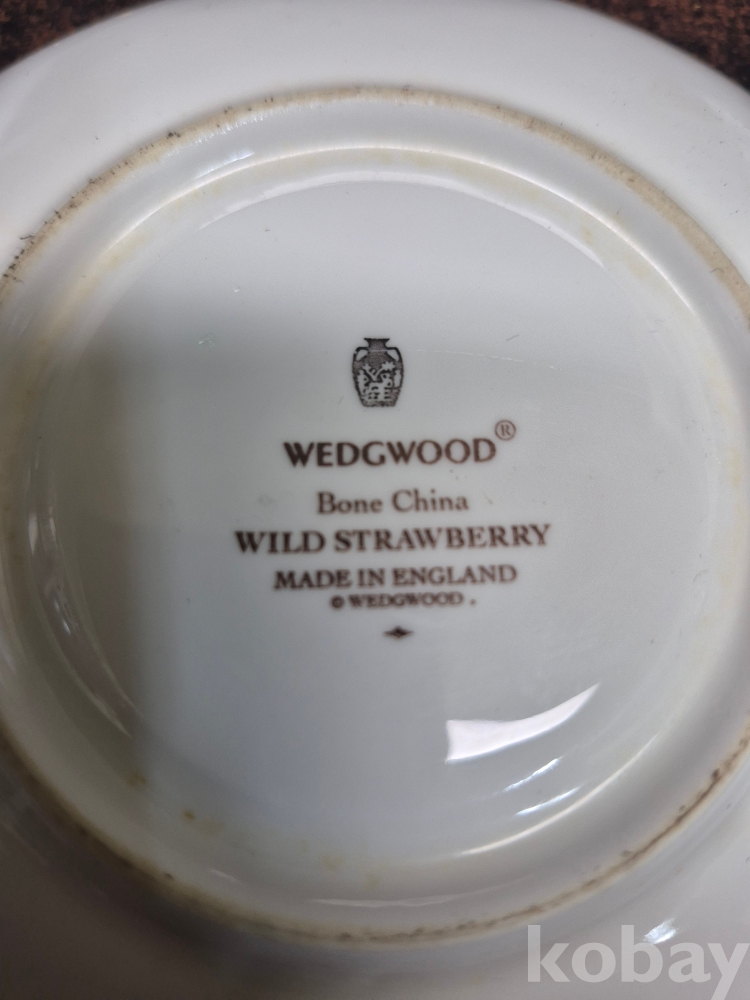 WEDGWOOD®
Bone China
WILD STRAWBERRY
MADE IN ENGLAND
© WEDGWOOD .
kobay